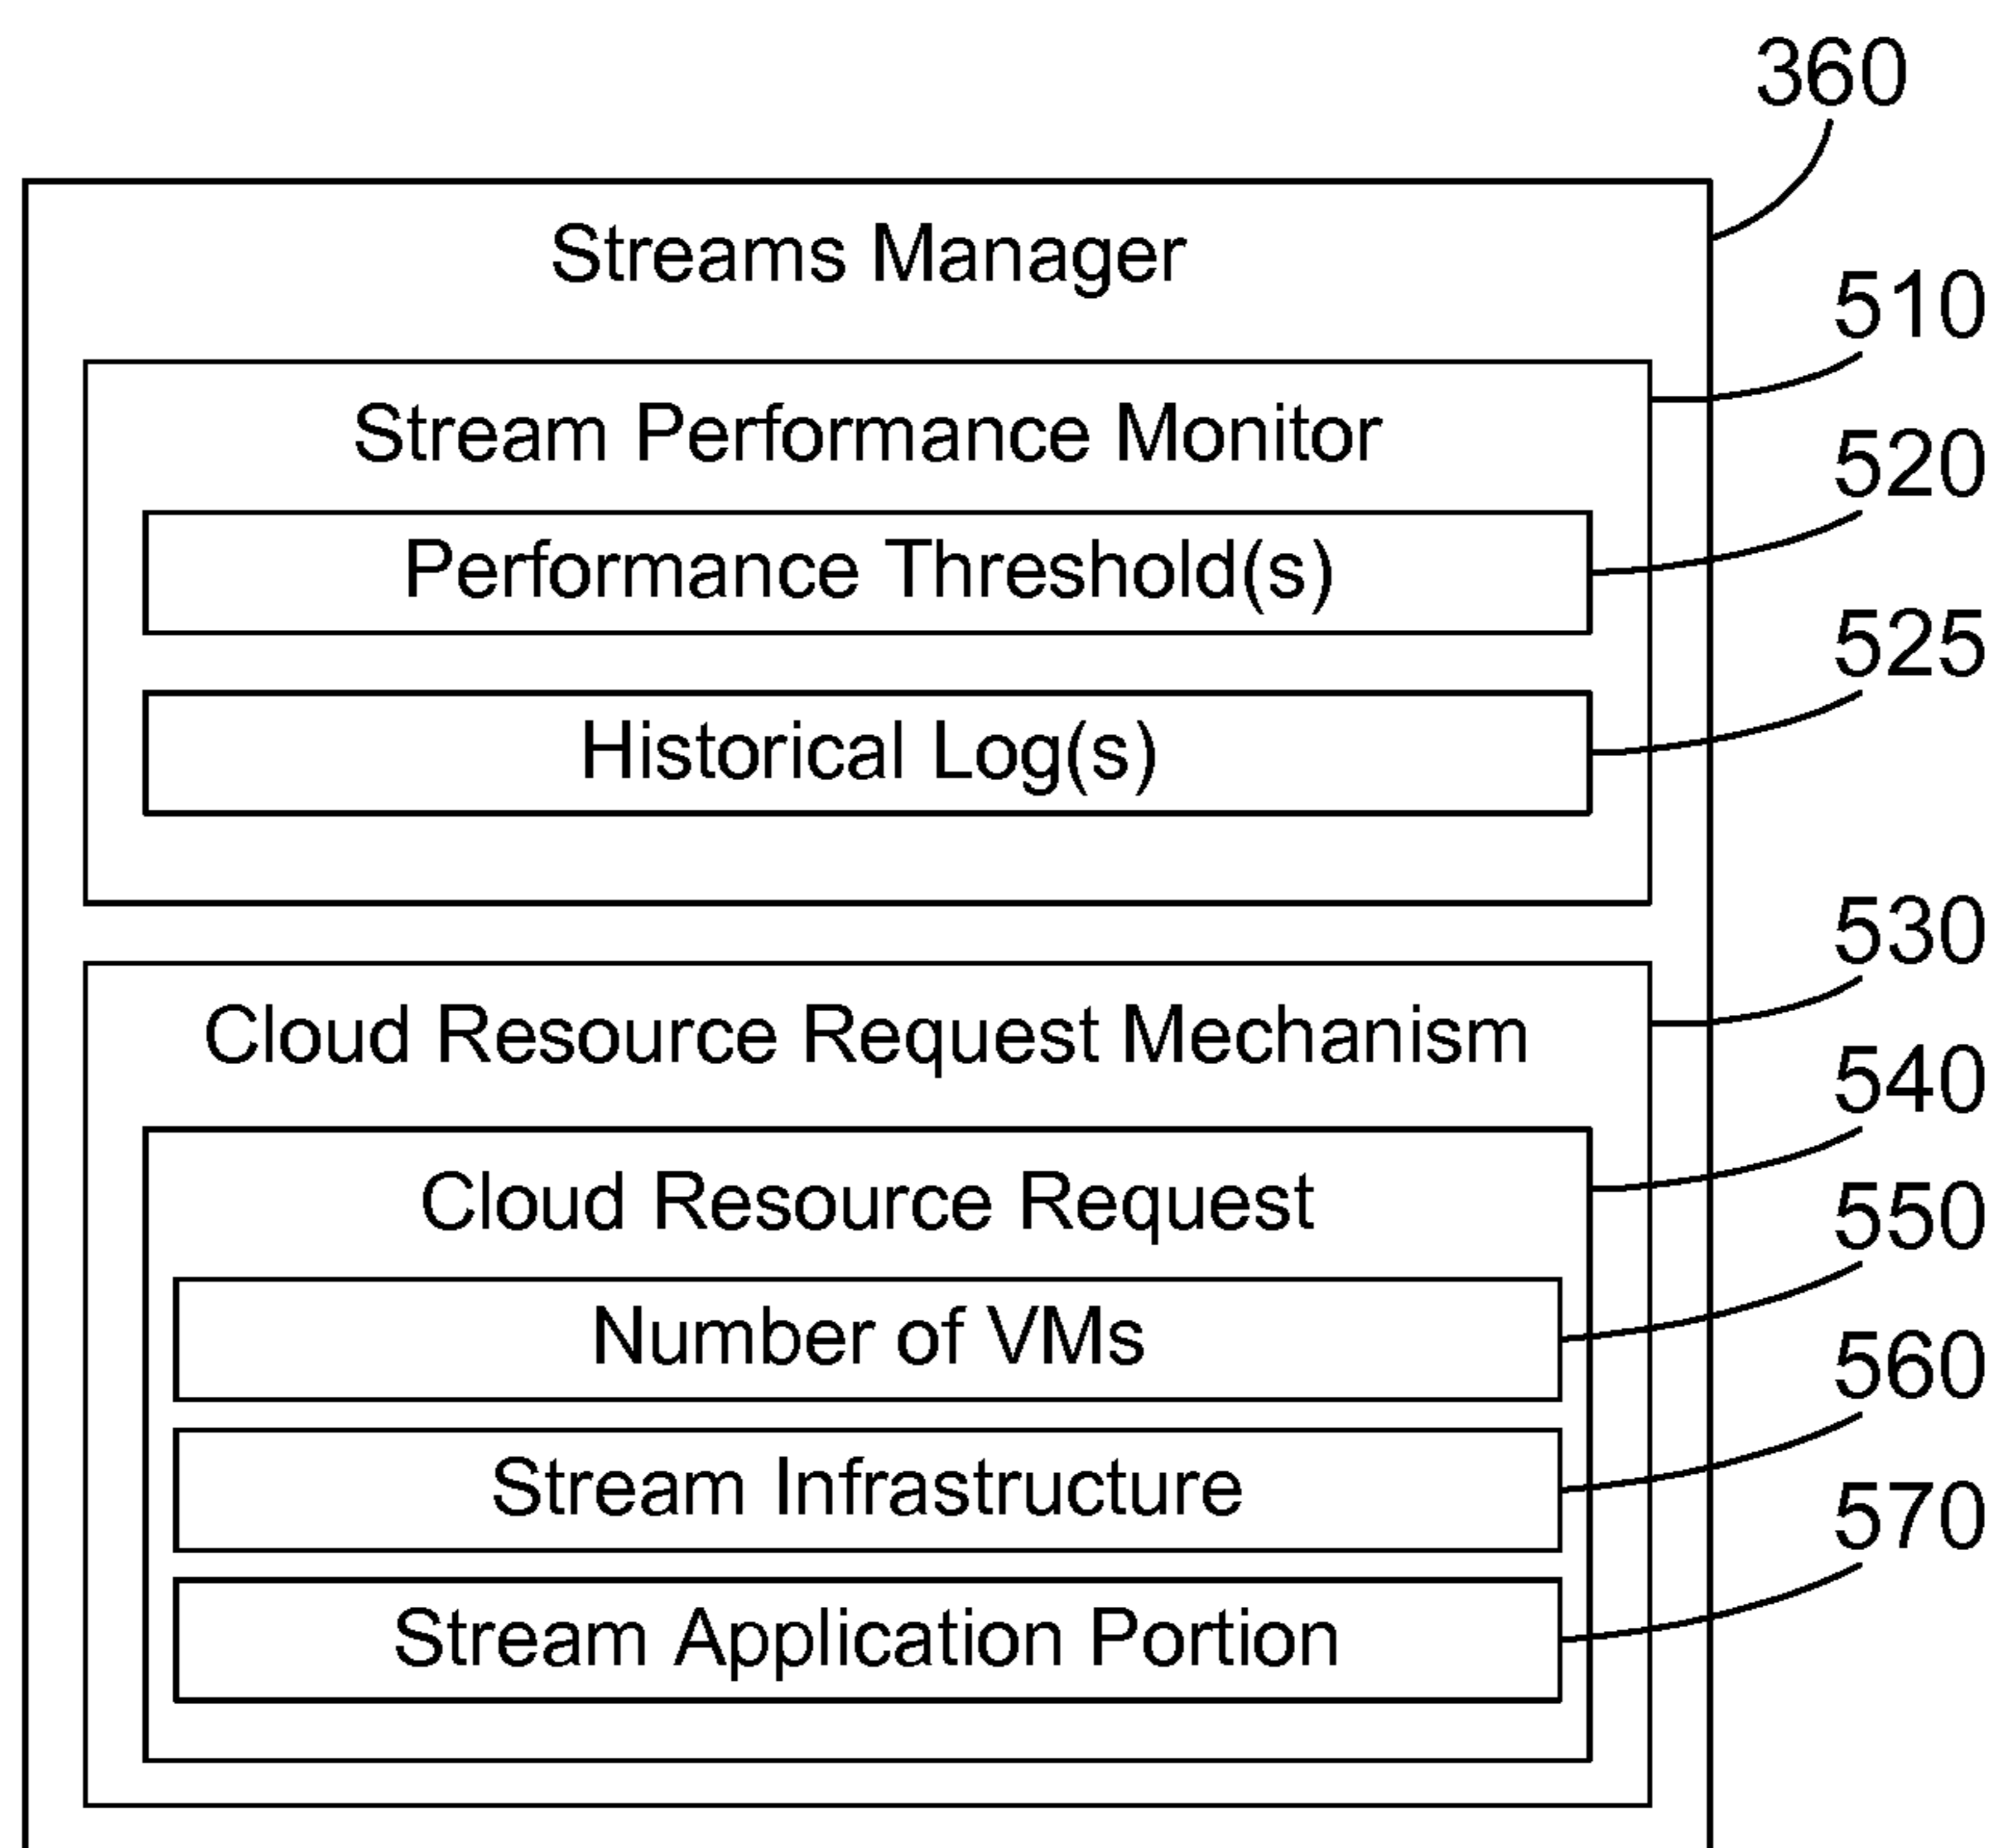 360
Streams Manager
510
Stream Performance Monitor
520
Performance Threshold(s)
525
Historical Log(s)
530
Cloud Resource Request Mechanism
540
Cloud Resource Request
550
Number of VMs
560
Stream Infrastructure
570
Stream Application Portion